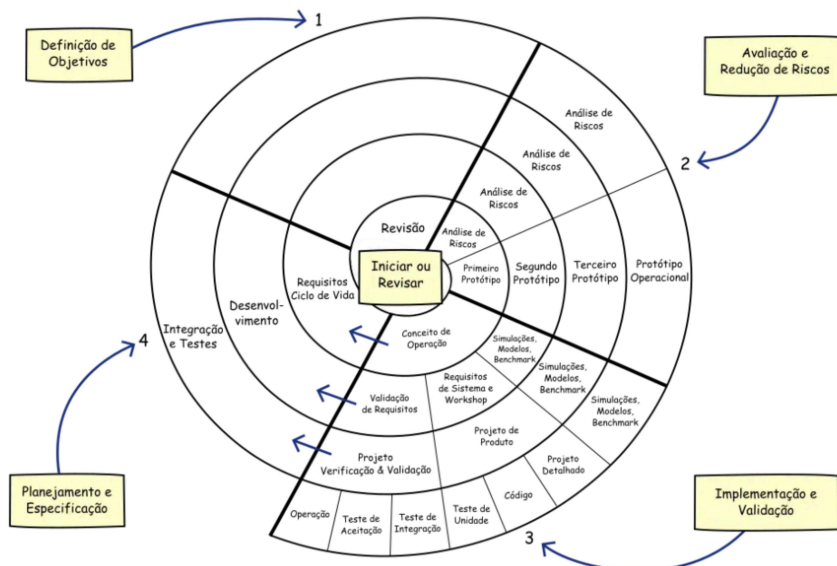 1
Definição de
Objetivos
Avaliação e
Redução de Riscos
2
Análise de
Riscos
Análise de
Riscos
Análise de
Riscos
Análise de
Riscos
Revisão
Iniciar ou
Revisar
Primeiro
Protótipo
Segundo
Protótipo
Terceiro
Protótipo
Protótipo
Operacional
Requisitos
Ciclo de Vida
Desenvol-
vimento
Integração
e Testes
4
Conceito de
Operação
Simulações,
Modelos,
Benchmark
Simulações,
Modelos,
Benchmark
Simulações,
Modelos,
Benchmark
Validação
de Requisitos
Requisitos
de Sistema e
Workshop
Projeto
Verificação & Validação
Projeto de
Produto
Projeto
Detalhado
Operação
Teste de
Aceitação
Teste de
Integração
Teste de
Unidade
Código
3
Planejamento e
Especificação
Implementação e
Validação